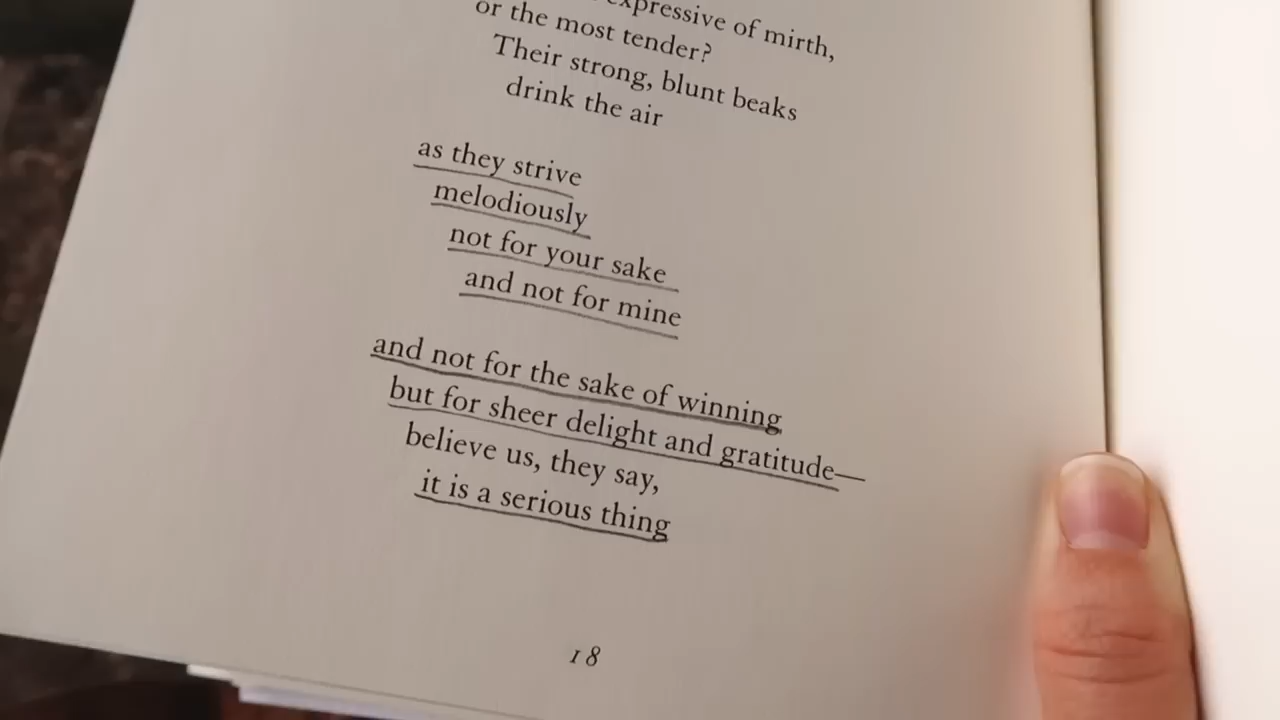 expressive of mirth,
or the most tender?
Their strong, blunt beaks
drink the air
as they strive
melodiously
not for your sake
and not for mine
and not for the sake of winning
but for sheer delight and gratitude—
believe us, they say,
it is a serious thing
18